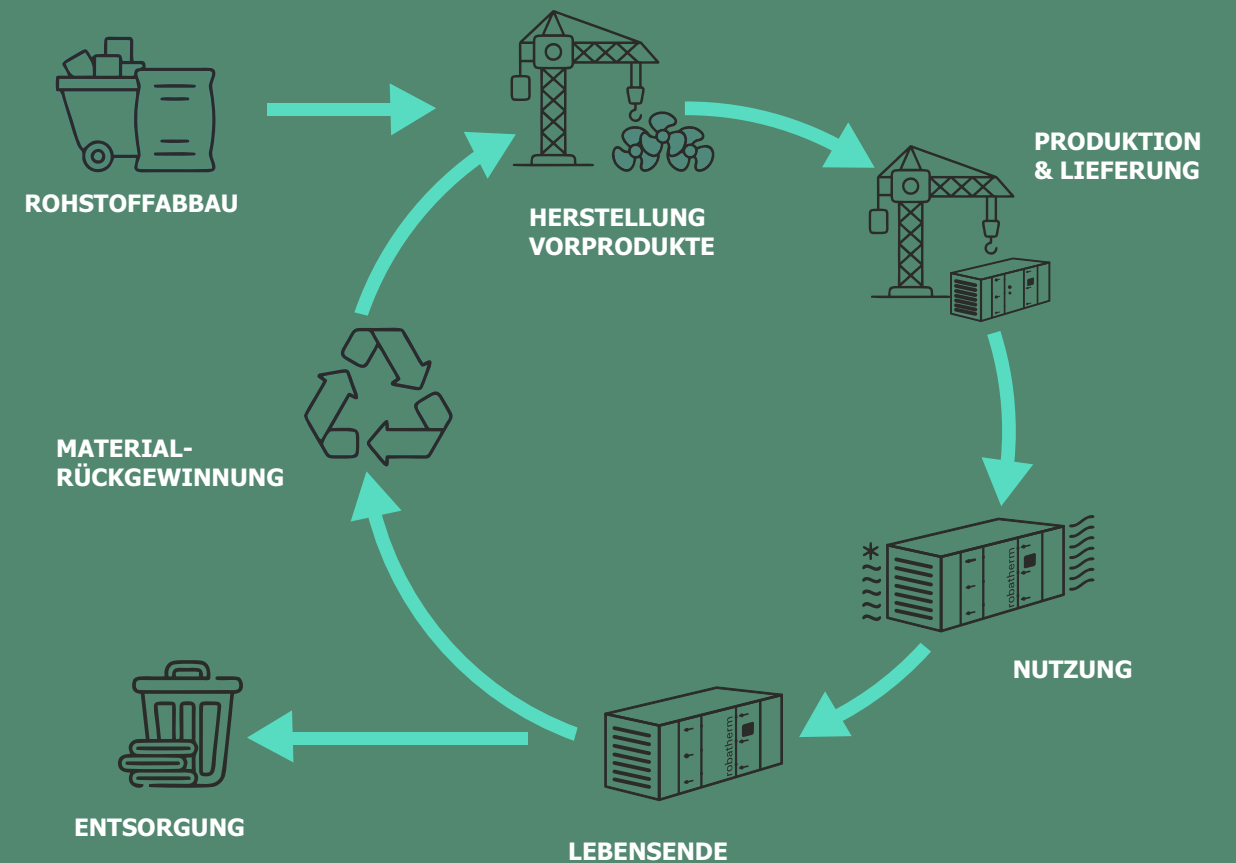 ROHSTOFFABBAU
HERSTELLUNG
VORPRODUKTE
PRODUKTION
& LIEFERUNG
robatherm
NUTZUNG
robatherm
LEBENSENDE
MATERIAL-
RÜCKGEWINNUNG
ENTSORGUNG